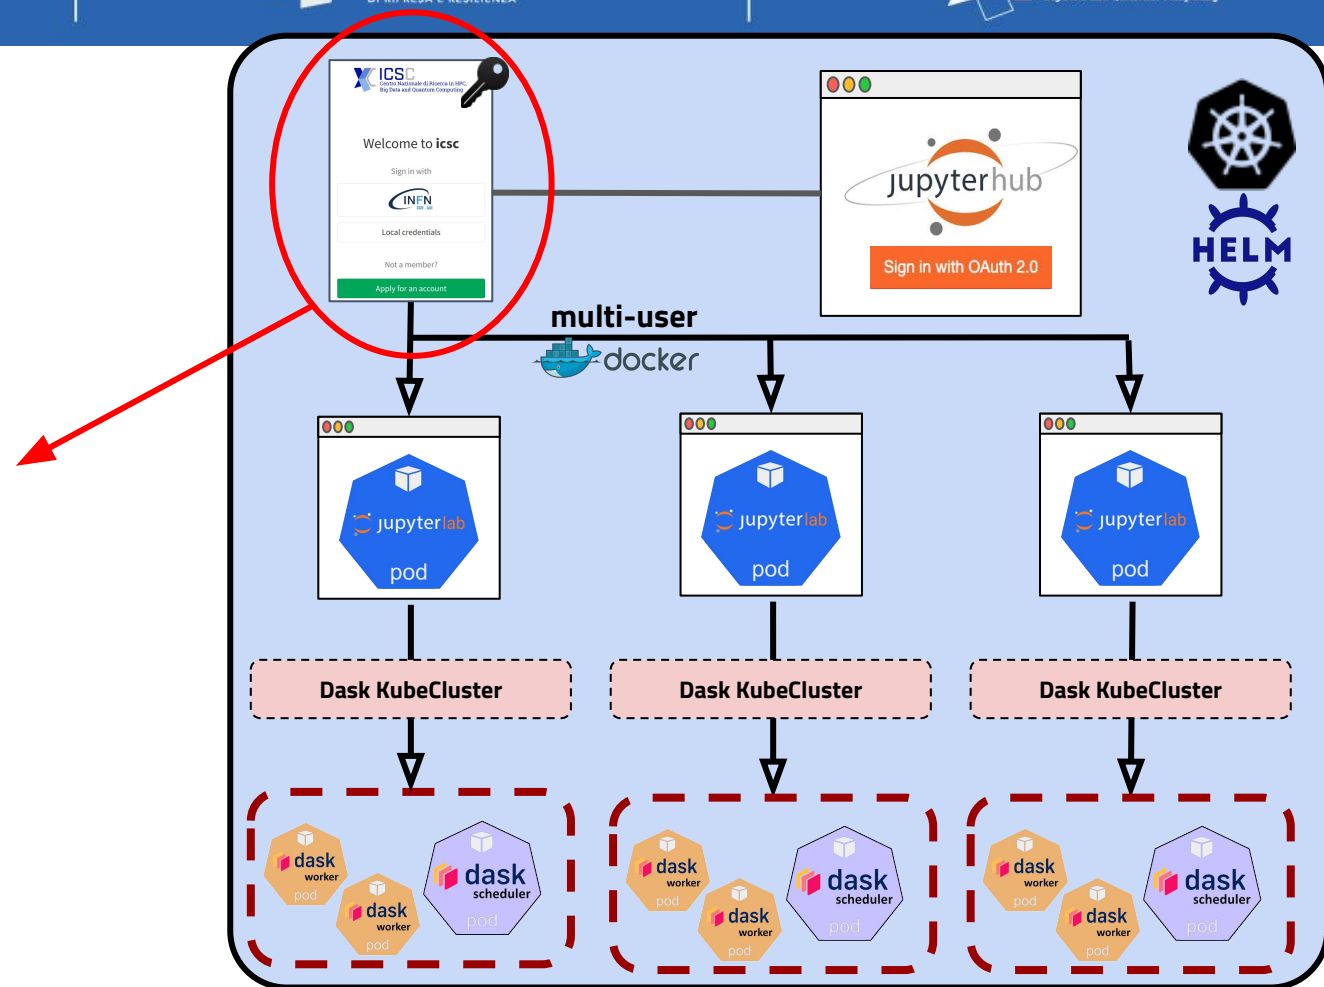 DI IMPRESA E RESILIENZA
ICSC
Centro Nazionale di Ricerca in HPC,
Big Data and Quantum Computing
Welcome to icsc
Sign in with
INFN
Local credentials
Not a member?
Apply for an account
jupyterhub
Sign in with OAuth 2.0
HELM
multi-user
docker
jupyterlab
pod
jupyterlab
pod
jupyterlab
pod
Dask KubeCluster
Dask KubeCluster
Dask KubeCluster
dask
worker
pod
dask
worker
pod
dask
scheduler
pod
dask
worker
pod
dask
worker
pod
dask
scheduler
pod
dask
worker
pod
dask
worker
pod
dask
scheduler
pod